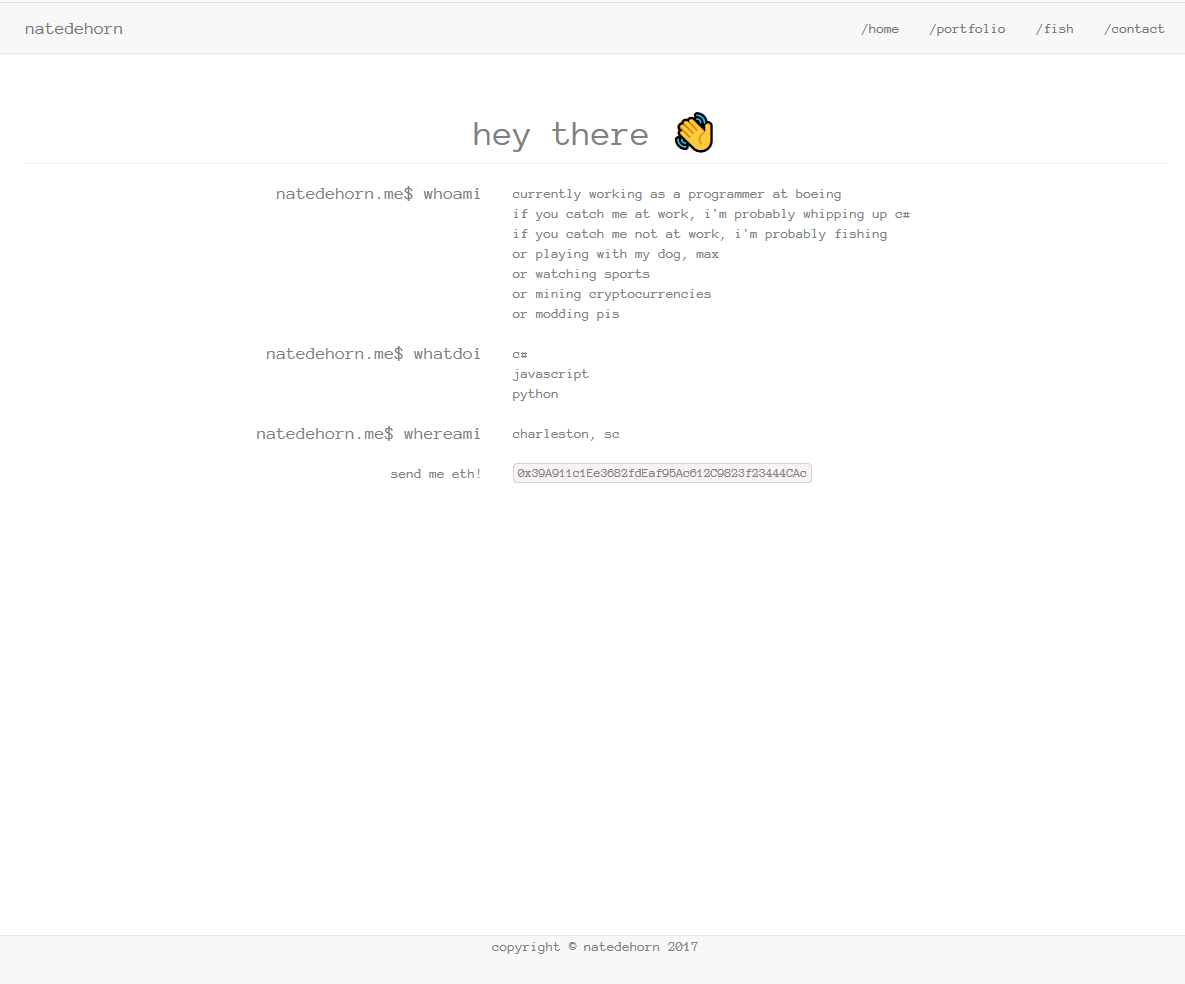 natedehorn /home /portfolio /fish /contact
hey there 👋
natedehorn.me$ whoami currently working as a programmer at boeing
if you catch me at work, i'm probably whipping up c#
if you catch me not at work, i'm probably fishing
or playing with my dog, max
or watching sports
or mining cryptocurrencies
or modding pis
natedehorn.me$ whatdoi c#
javascript
python
natedehorn.me$ whereami charleston, sc
send me eth! 0x39A911c1Ee3682fdEaf95Ac612C9823f23444CAc
copyright © natedehorn 2017